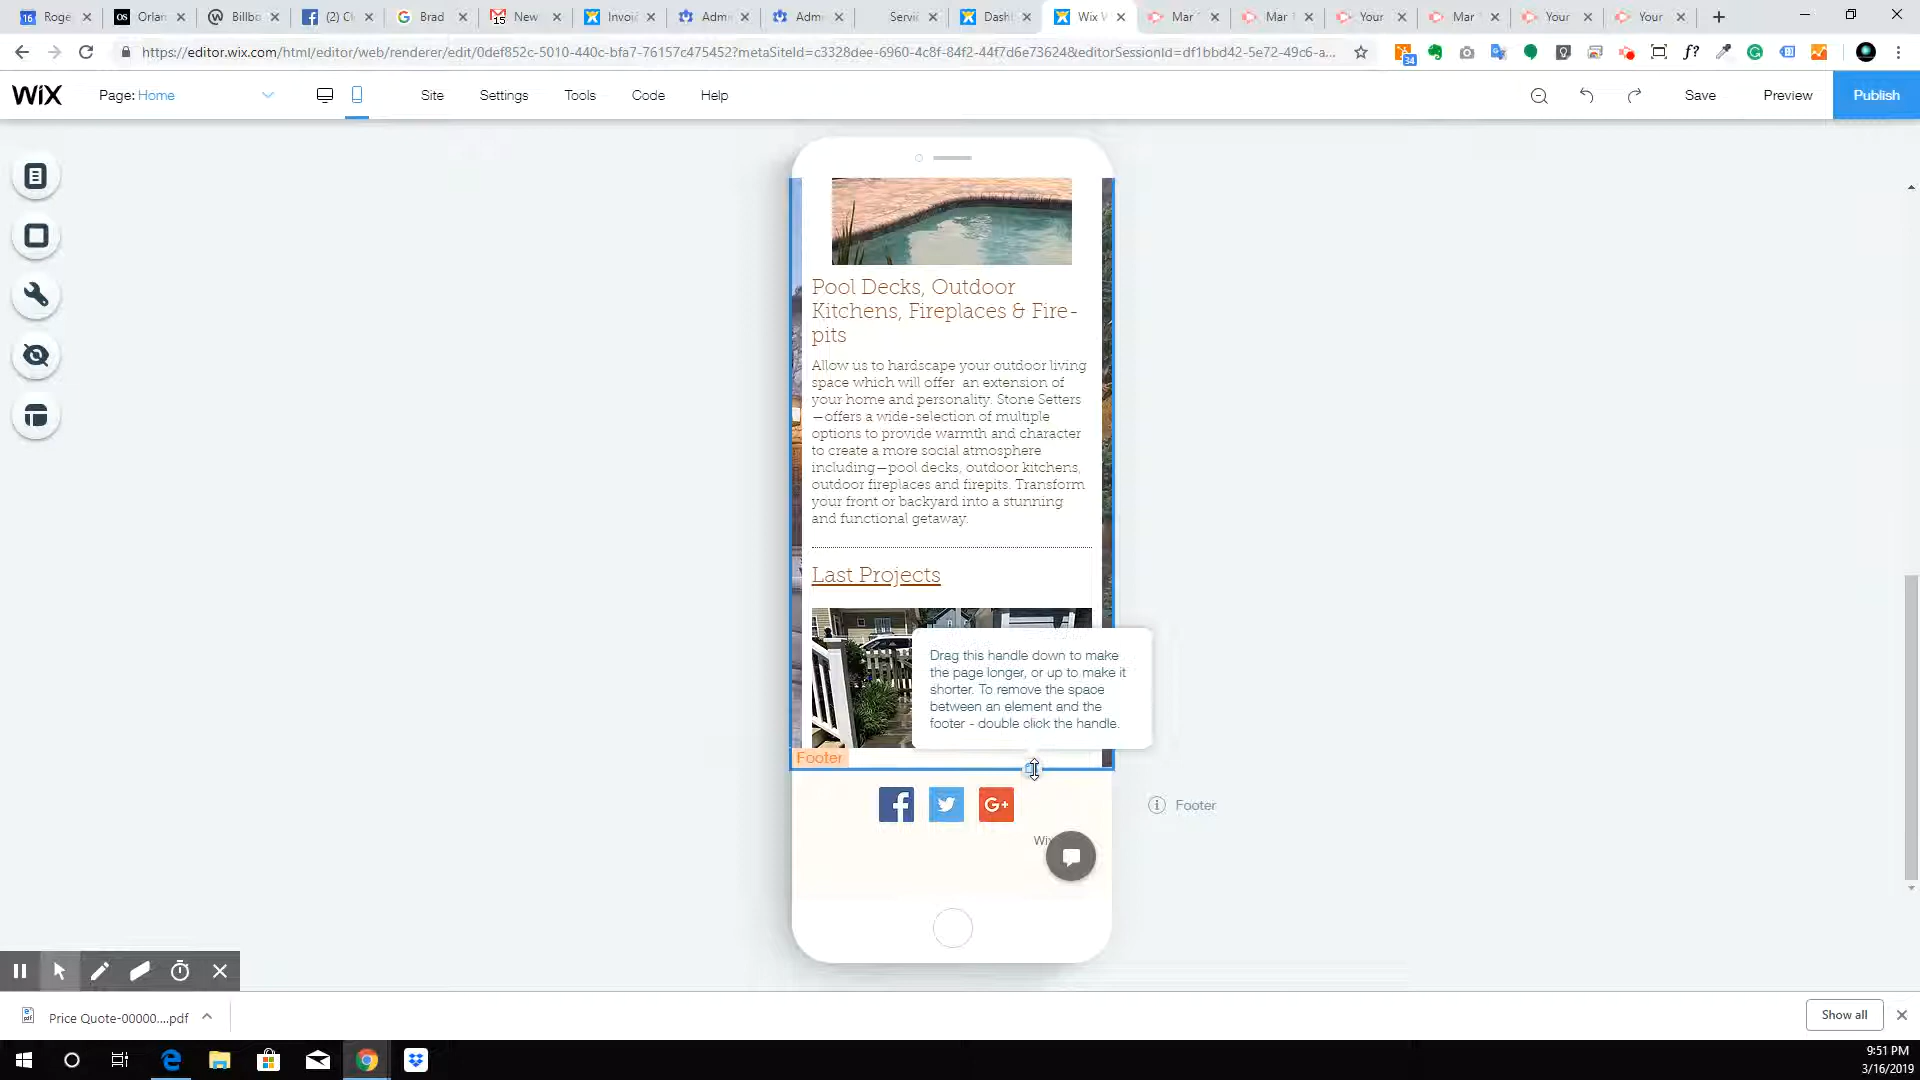 16 Roge
OS Orlan
Billbo
(2) Cl
Brad
15 New
Invoi
Admi
Admi
Servi
Dash
Wix W
Mar
Mar
Your
Mar
Your
Your
https://editor.wix.com/html/editor/web/renderer/edit/0def852c-5010-440c-bfa7-76157c475452?metaSiteId=c3328dee-6960-4c8f-84f2-44f7d6e73624&editorSessionId=df1bbd42-5e72-49c6-a...
34
f?
WiX
Page: Home
Site
Settings
Tools
Code
Help
Save
Preview
Publish
Pool Decks, Outdoor
Kitchens, Fireplaces & Fire-
pits
Allow us to hardscape your outdoor living
space which will offer an extension of
your home and personality. Stone Setters
—offers a wide-selection of multiple
options to provide warmth and character
to create a more social atmosphere
including—pool decks, outdoor kitchens,
outdoor fireplaces and firepits. Transform
your front or backyard into a stunning
and functional getaway.
Last Projects
Drag this handle down to make
the page longer, or up to make it
shorter. To remove the space
between an element and the
footer - double click the handle.
Footer
G+
Footer
Wix
Price Quote-00000....pdf
Show all
9:51 PM
3/16/2019